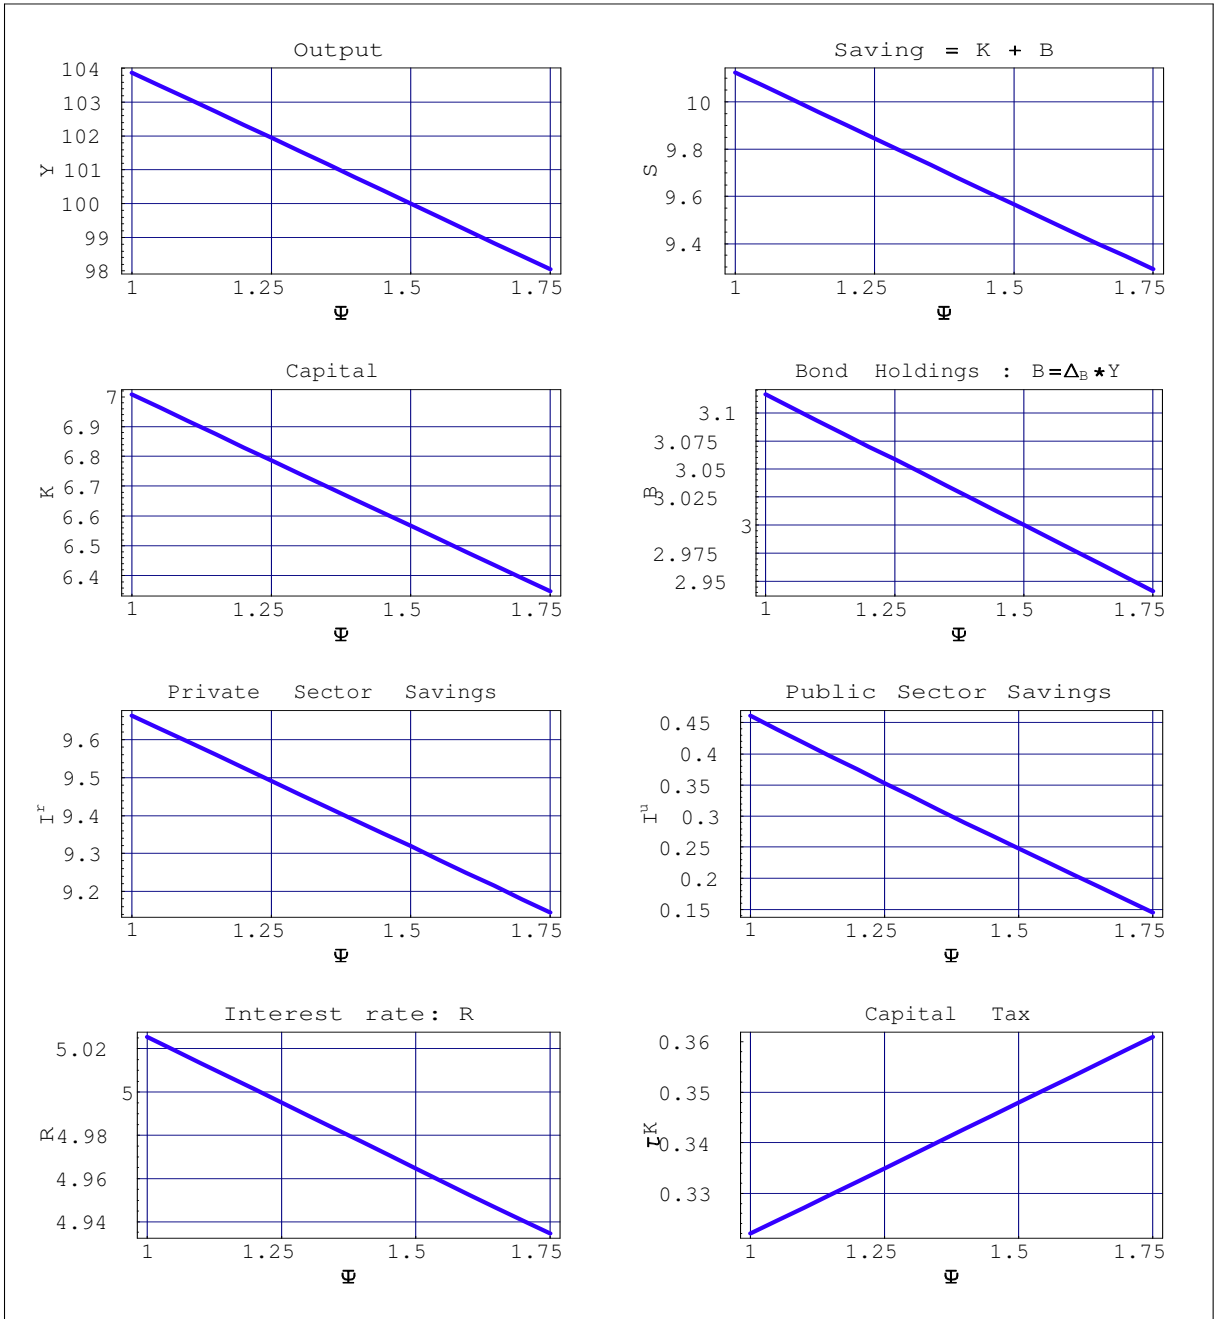 Output
104
103
102
101
100
99
98
Y
1 1.25 1.5 1.75
Ψ
Saving = K + B
10
9.8
9.6
9.4
S
1 1.25 1.5 1.75
Ψ
Capital
7
6.9
6.8
6.7
6.6
6.5
6.4
K
1 1.25 1.5 1.75
Ψ
Bond Holdings : B=Δ_B*Y
3.1
3.075
3.05
3.025
3
2.975
2.95
B
1 1.25 1.5 1.75
Ψ
Private Sector Savings
9.6
9.5
9.4
9.3
9.2
I^r
1 1.25 1.5 1.75
Ψ
Public Sector Savings
0.45
0.4
0.35
0.3
0.25
0.2
0.15
I^u
1 1.25 1.5 1.75
Ψ
Interest rate: R
5.02
5
4.98
4.96
4.94
R
1 1.25 1.5 1.75
Ψ
Capital Tax
0.36
0.35
0.34
0.33
τ^K
1 1.25 1.5 1.75
Ψ